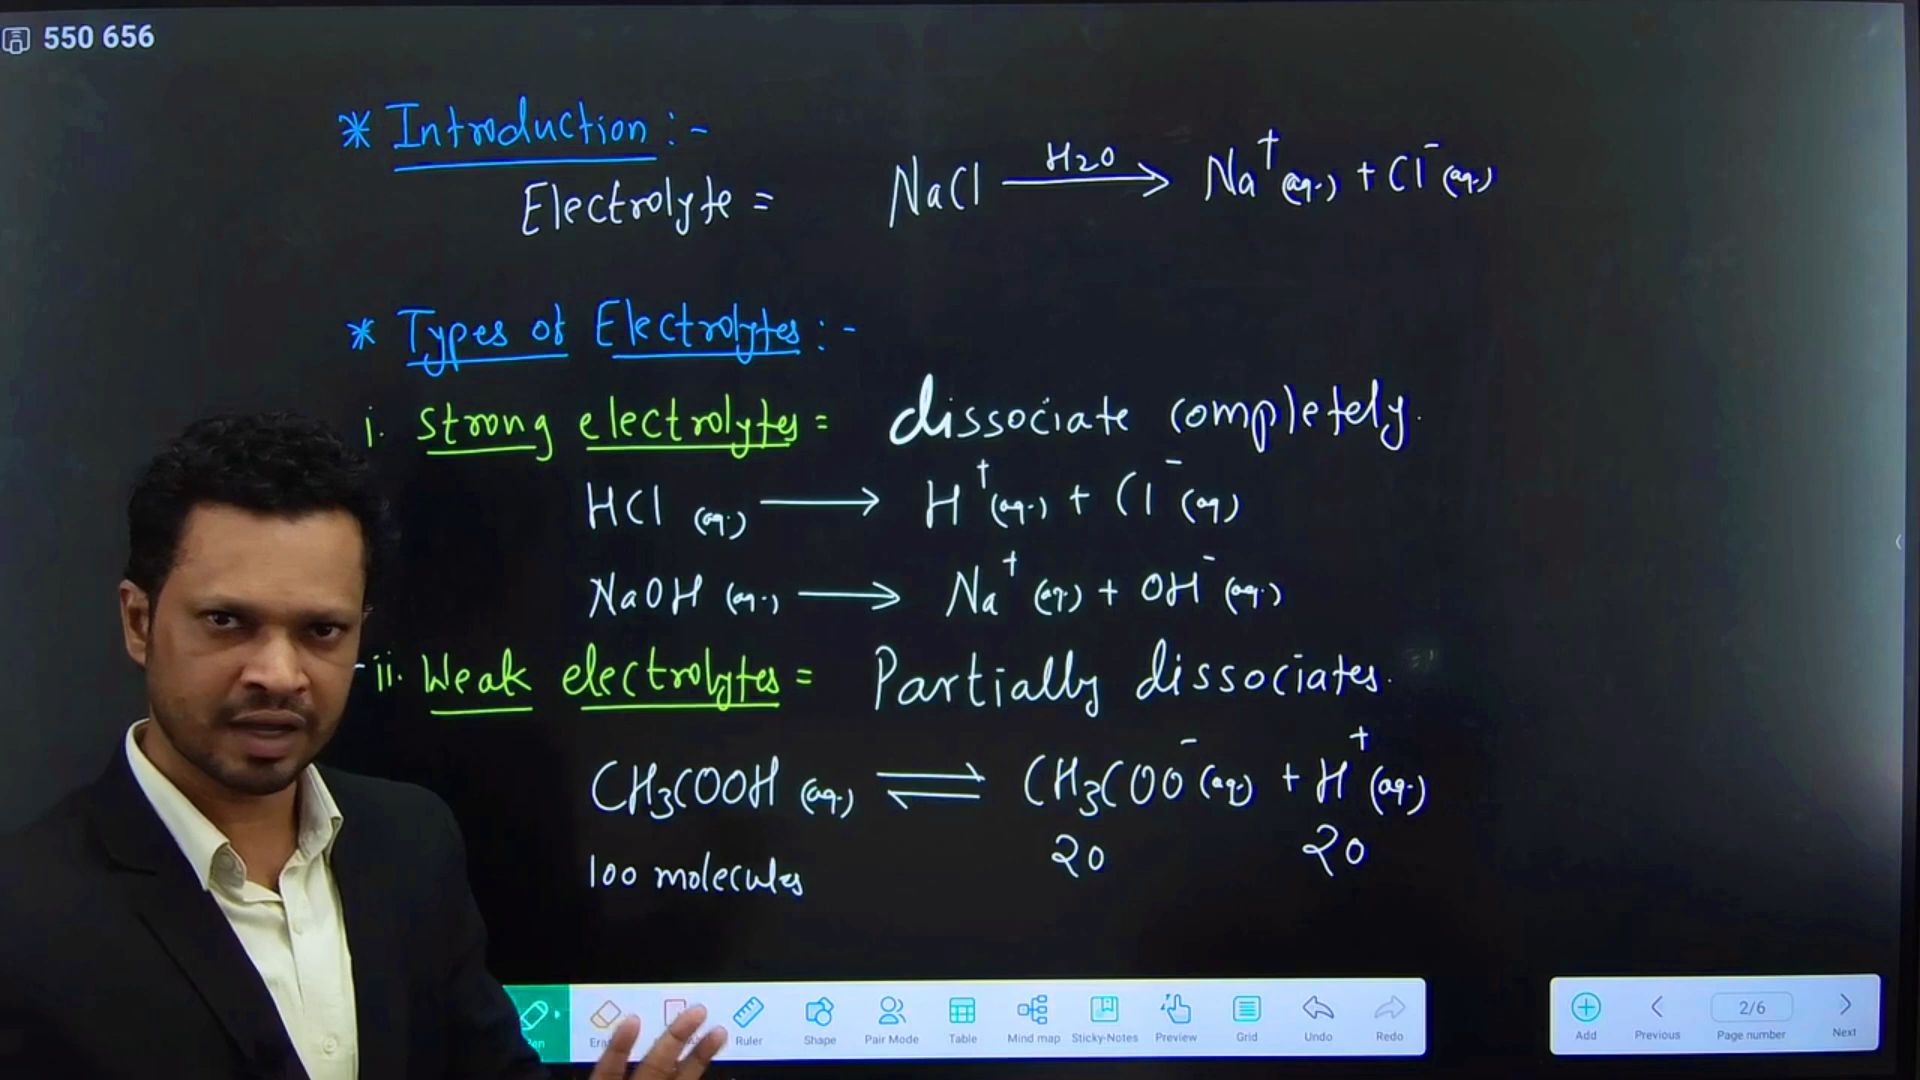 550 656
* Introduction :-
Electrolyte = NaCl H2O → Na⁺(aq.) + Cl⁻(aq.)
* Types of Electrolytes :-
i. strong electrolytes = dissociate completely.
HCl (aq.) → H⁺(aq.) + Cl⁻(aq)
NaOH (aq.) → Na⁺(aq.) + OH⁻(aq.)
ii. Weak electrolytes = Partially dissociates.
CH₃COOH (aq.) ⇌ CH₃COO⁻(aq) + H⁺(aq.)
100 molecules 20 20
Ruler Shape Pair Mode Table Mind map Sticky-Notes Preview Grid Undo Redo
Add Previous 2/6 Page number Next